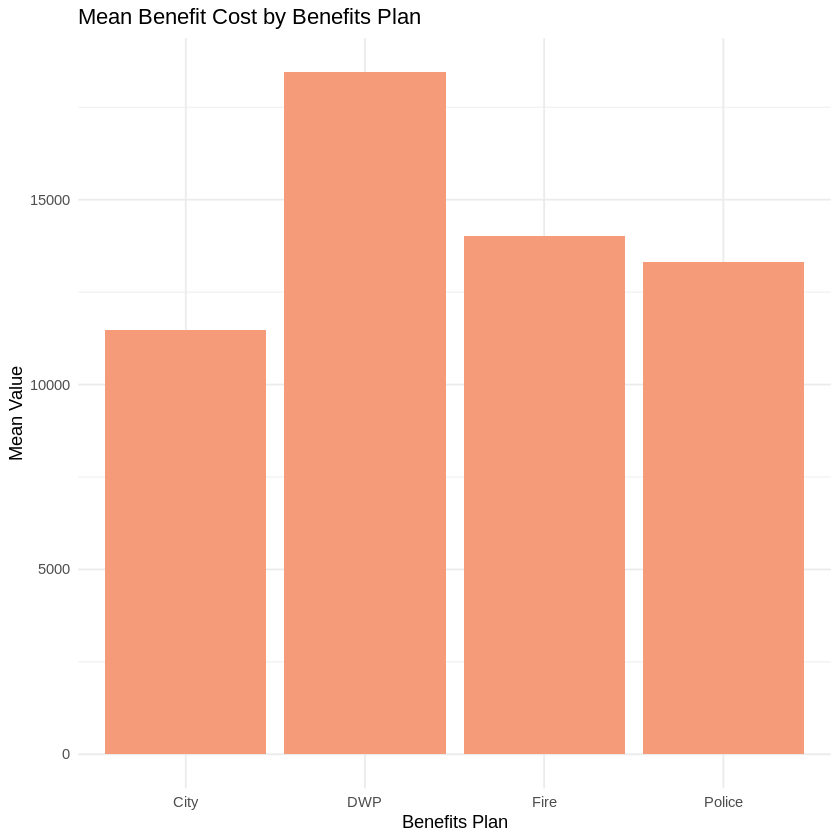 Mean Benefit Cost by Benefits Plan
Mean Value
15000
10000
5000
0
City DWP Fire Police
Benefits Plan